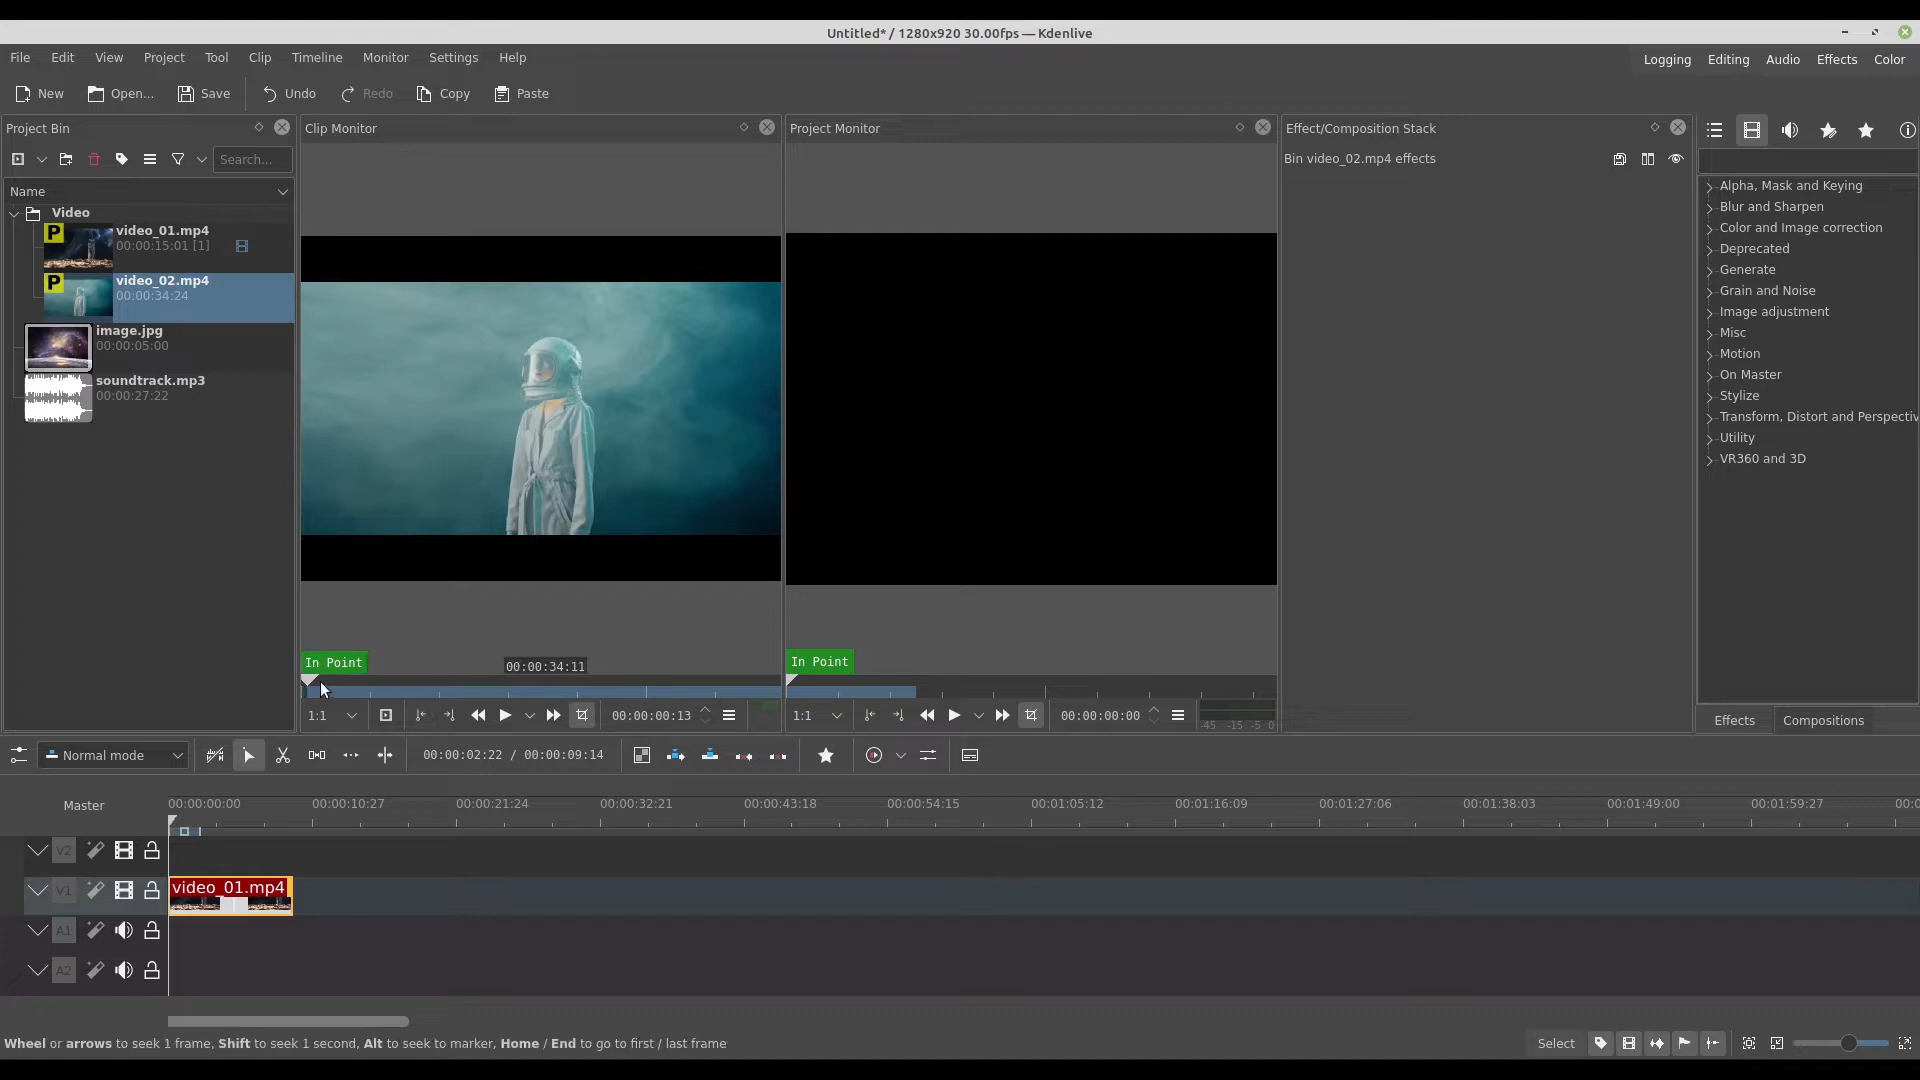 Untitled* / 1280x920 30.00fps — Kdenlive
File Edit View Project Tool Clip Timeline Monitor Settings Help
Logging Editing Audio Effects Color
New Open... Save Undo Redo Copy Paste
Project Bin
Search...
Name
Video
P
video_01.mp4
00:00:15:01 [1]
P
video_02.mp4
00:00:34:24
image.jpg
00:00:05:00
soundtrack.mp3
00:00:27:22
Clip Monitor
In Point
00:00:34:11
1:1
00:00:00:13
Project Monitor
In Point
1:1
00:00:00:00
-45 -15 -5 0
Effect/Composition Stack
Bin video_02.mp4 effects
Alpha, Mask and Keying
Blur and Sharpen
Color and Image correction
Deprecated
Generate
Grain and Noise
Image adjustment
Misc
Motion
On Master
Stylize
Transform, Distort and Perspectiv
Utility
VR360 and 3D
Effects Compositions
Normal mode
00:00:02:22 / 00:00:09:14
Master
00:00:00:00 00:00:10:27 00:00:21:24 00:00:32:21 00:00:43:18 00:00:54:15 00:01:05:12 00:01:16:09 00:01:27:06 00:01:38:03 00:01:49:00 00:01:59:27 00:0
V2
V1
video_01.mp4
A1
A2
Wheel or arrows to seek 1 frame, Shift to seek 1 second, Alt to seek to marker, Home / End to go to first / last frame
Select